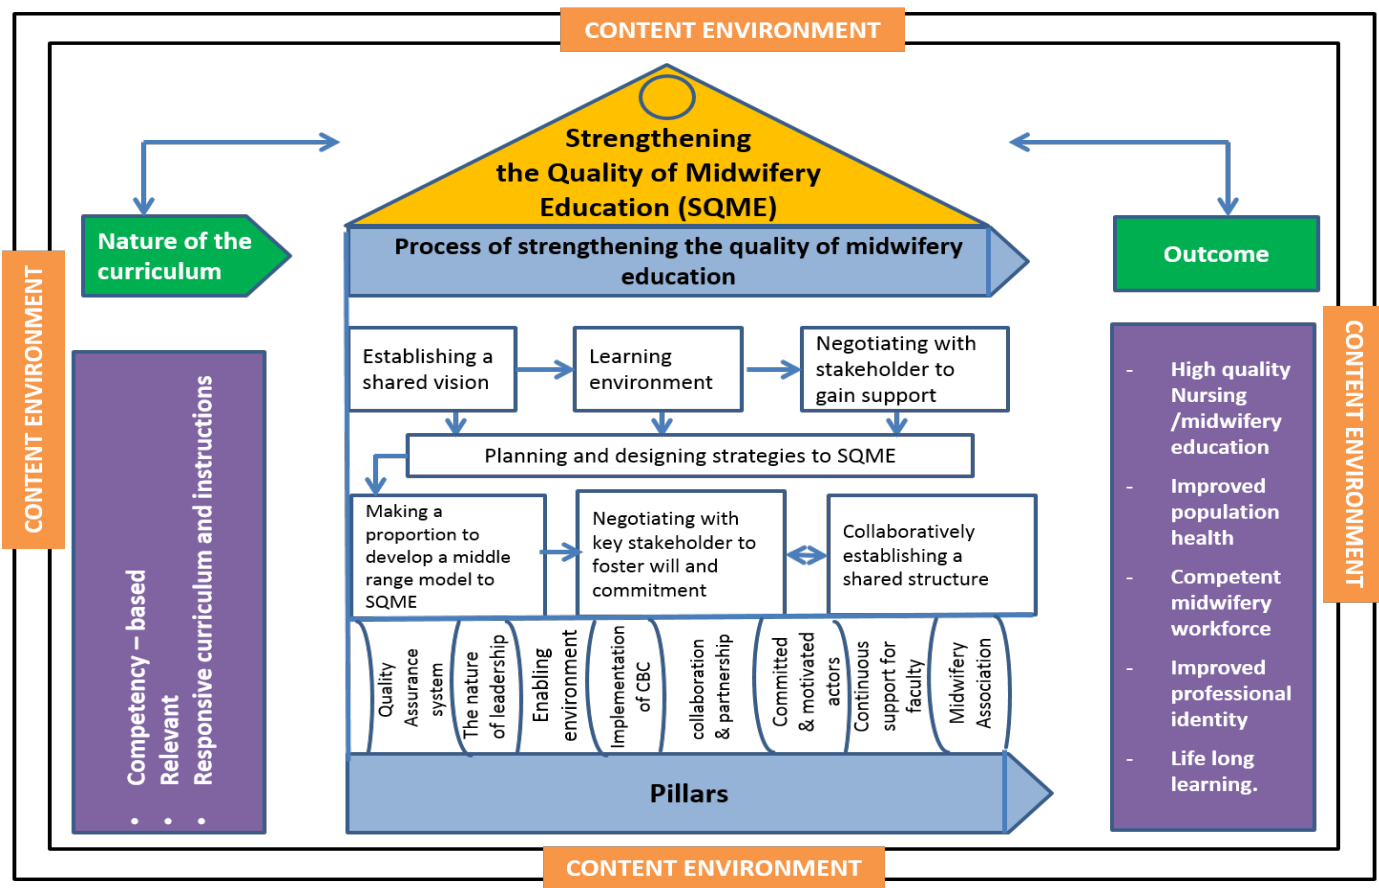 CONTENT ENVIRONMENT
Strengthening
the Quality of Midwifery
Education (SQME)
Process of strengthening the quality of midwifery
education
Nature of the
curriculum
Outcome
CONTENT ENVIRONMENT
CONTENT ENVIRONMENT
Establishing a
shared vision
Learning
environment
Negotiating with
stakeholder to
gain support
Planning and designing strategies to SQME
Making a
proportion to
develop a middle
range model to
SQME
Negotiating with
key stakeholder to
foster will and
commitment
Collaboratively
establishing a
shared structure
• Competency – based
• Relevant
• Responsive curriculum and instructions
- High quality
Nursing
/midwifery
education
- Improved
population
health
- Competent
midwifery
workforce
- Improved
professional
identity
- Life long
learning.
Quality
Assurance
system
The nature
of leadership
Enabling
environment
Implementation
of CBC
collaboration
& partnership
Committed
& motivated
actors
Continuous
support for
faculty
Midwifery
Association
Pillars
CONTENT ENVIRONMENT